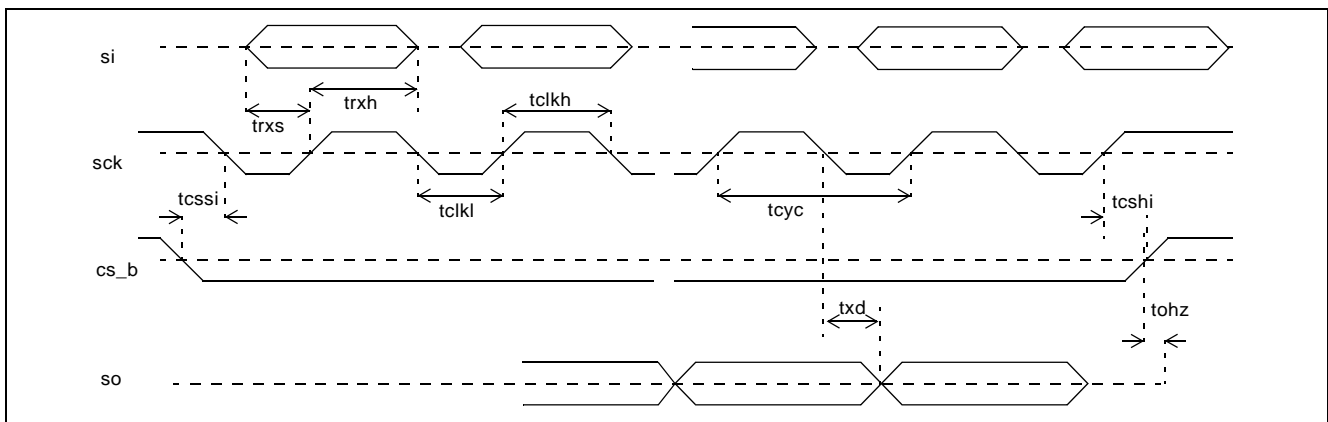 si
trxs
trxh
tclkh
sck
tclkl
tcyc
tcssi
tcshi
cs_b
txd
tohz
so